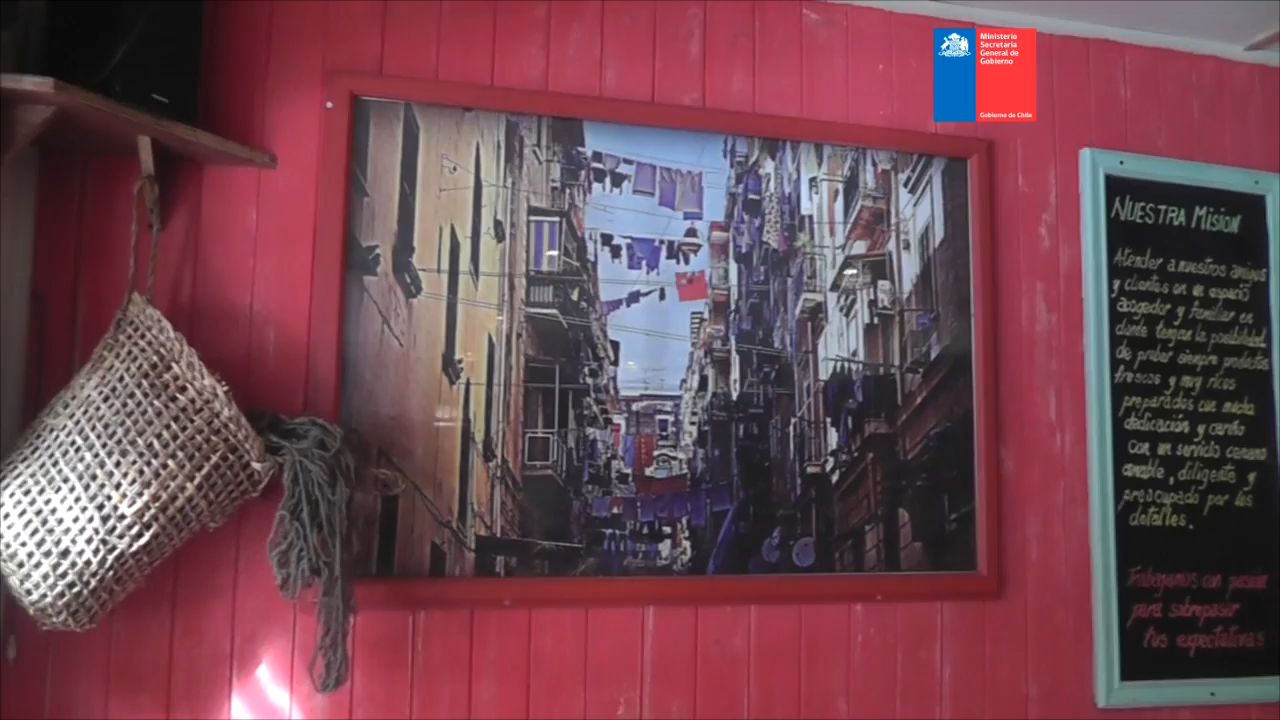 Ministerio
Secretaría
General de
Gobierno
Gobierno de Chile
NUESTRA MISION
Atender a nuestros amigos
y clientes en un espacio
acogedor y familiar en
donde tengan la posibilidad
de probar siempre productos
frescos y muy ricos
preparados con mucha
dedicación y cariño
Con un servicio cercano
amable, diligente y
preocupado por los
detalles.
Trabajamos con pasión
para sobrepasar
tus expectativas